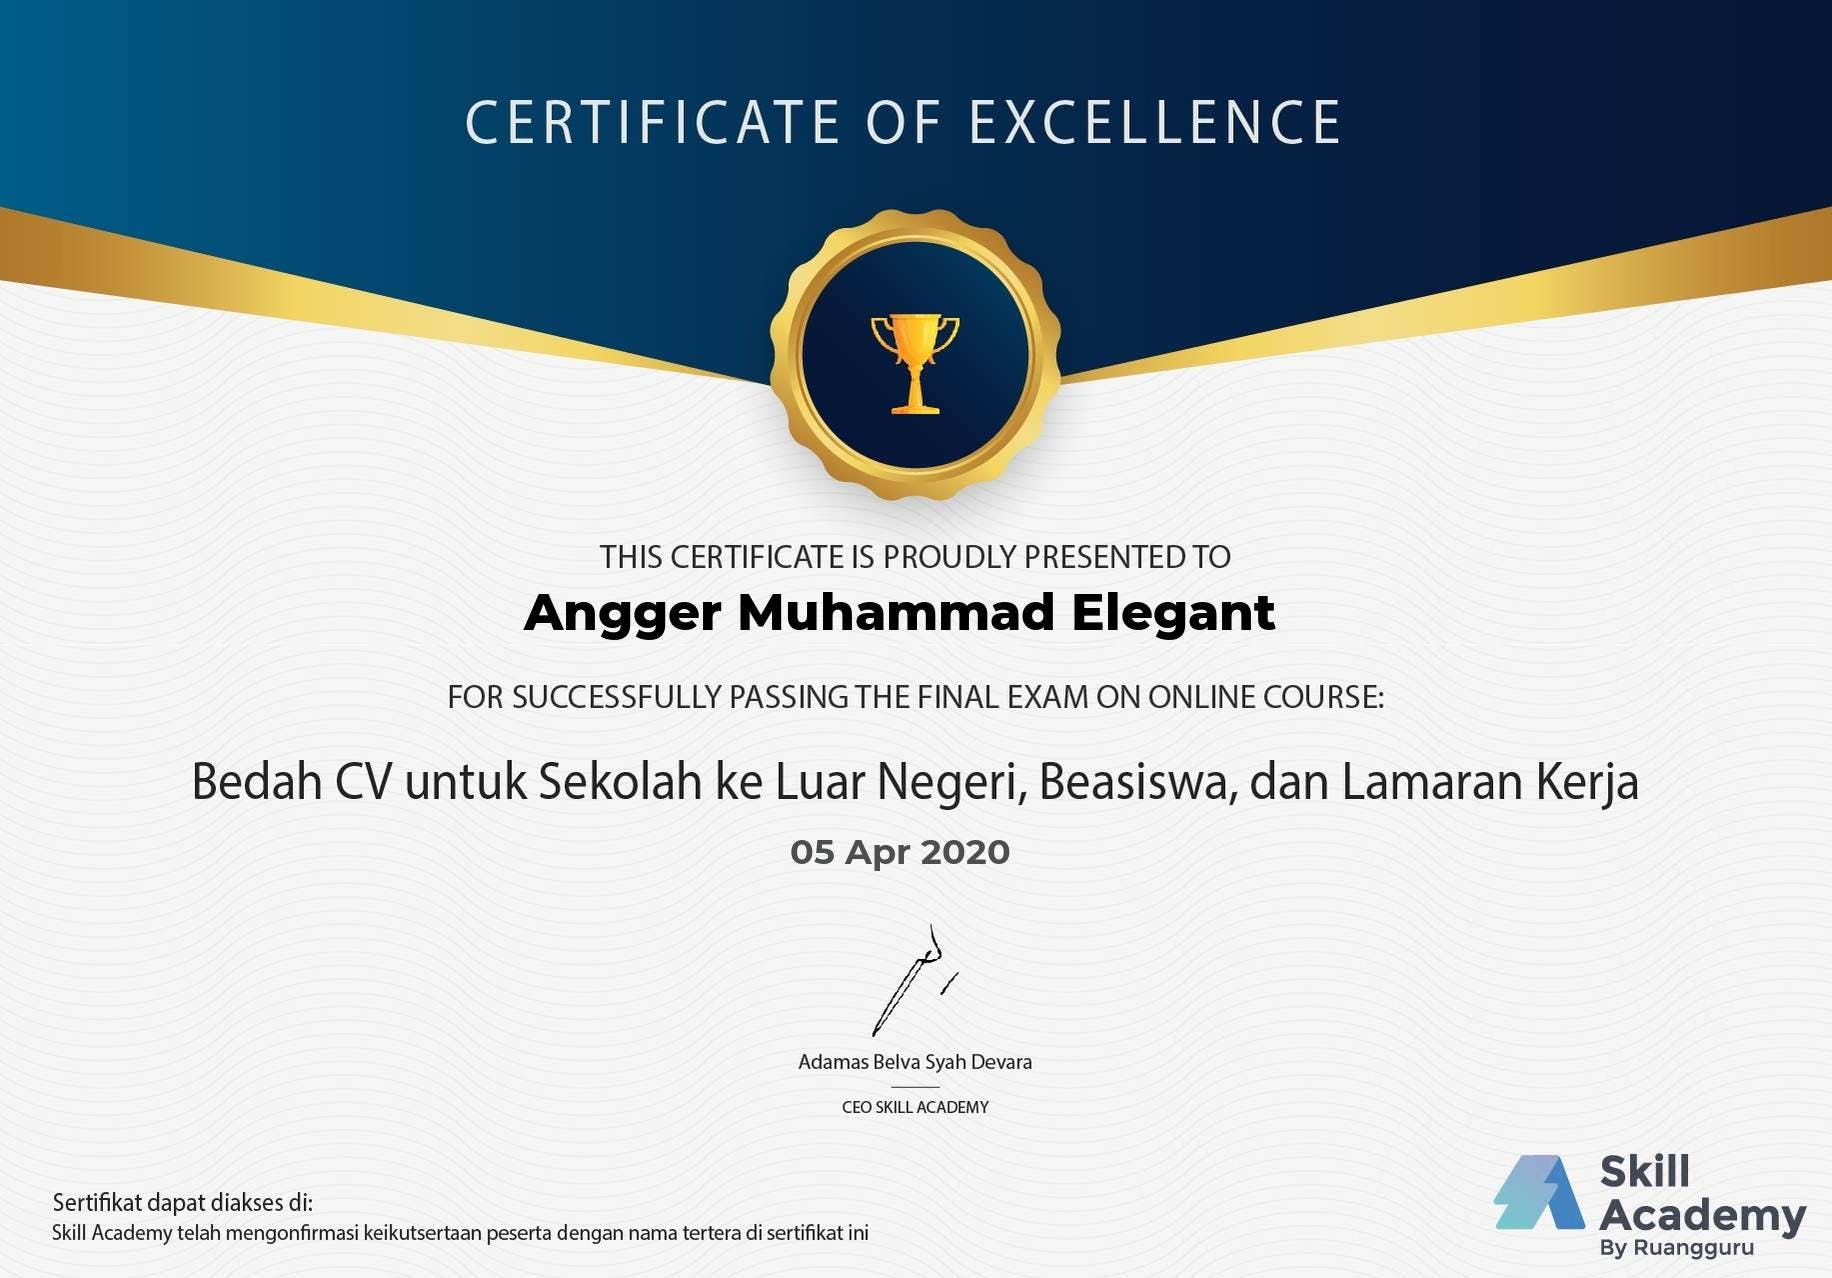 CERTIFICATE OF EXCELLENCE
THIS CERTIFICATE IS PROUDLY PRESENTED TO
Angger Muhammad Elegant
FOR SUCCESSFULLY PASSING THE FINAL EXAM ON ONLINE COURSE:
Bedah CV untuk Sekolah ke Luar Negeri, Beasiswa, dan Lamaran Kerja
05 Apr 2020
Adamas Belva Syah Devara
CEO SKILL ACADEMY
Sertifikat dapat diakses di:
Skill Academy telah mengonfirmasi keikutsertaan peserta dengan nama tertera di sertifikat ini
Skill
Academy
By Ruangguru